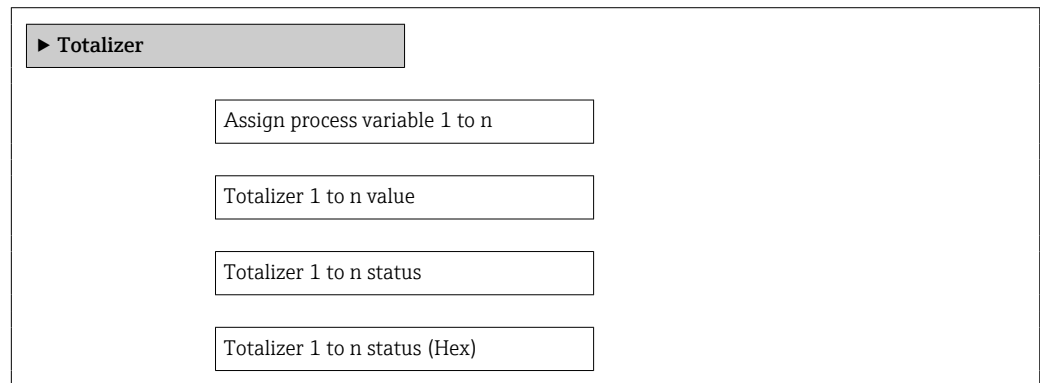 ▶ Totalizer
Assign process variable 1 to n
Totalizer 1 to n value
Totalizer 1 to n status
Totalizer 1 to n status (Hex)